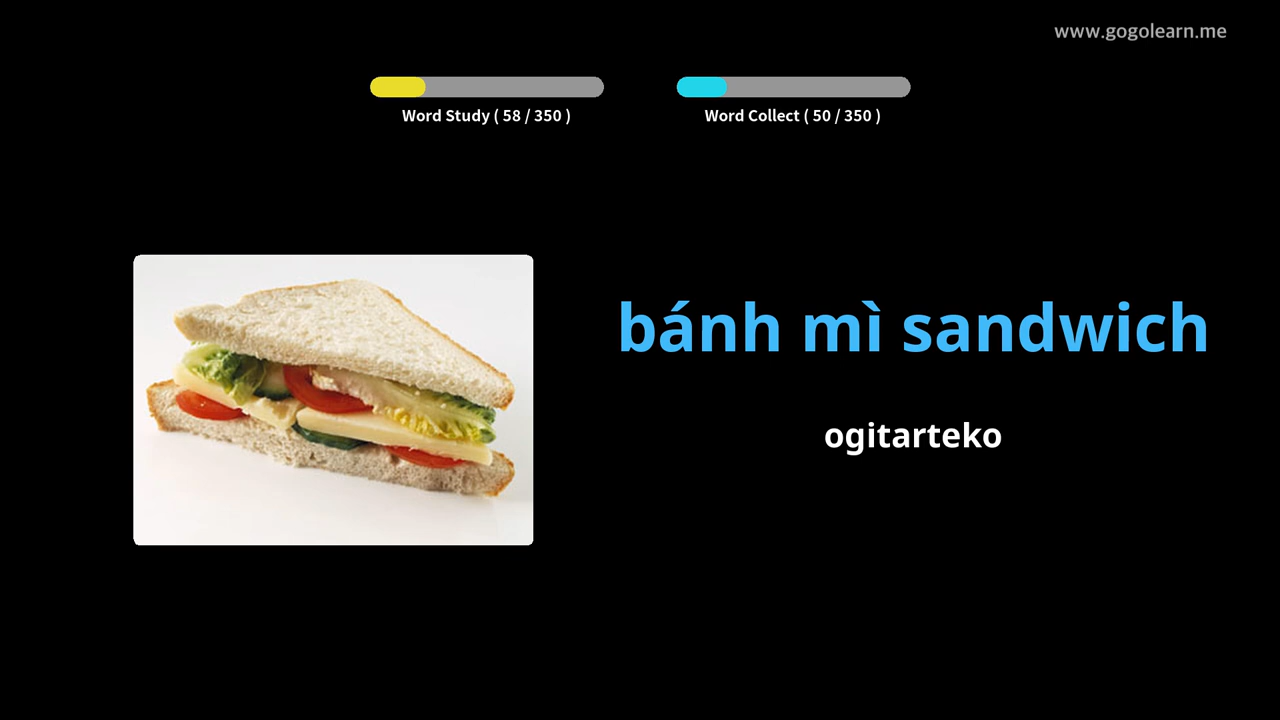 www.gogolearn.me
Word Study ( 58 / 350 )
Word Collect ( 50 / 350 )
bánh mì sandwich
ogitarteko